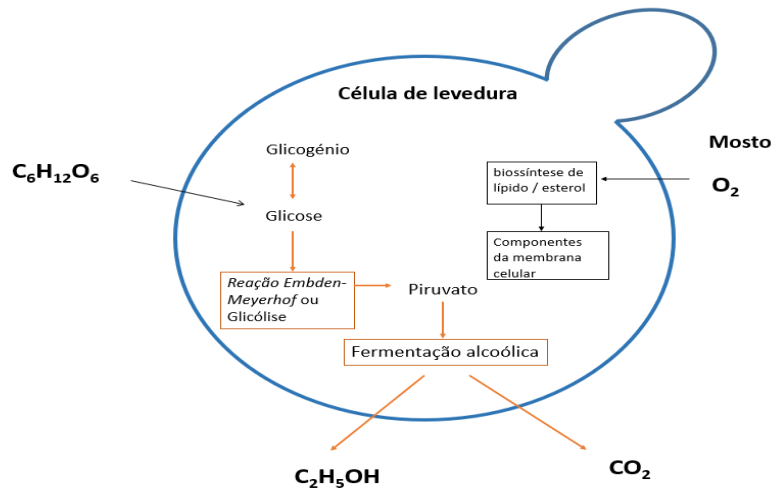 Célula de levedura
Glicogénio
Mosto
C₆H₁₂O₆
biossíntese de
lípido / esterol
O₂
Glicose
Componentes
da membrana
celular
Reação Embden-
Meyerhof ou
Glicólise
Piruvato
Fermentação alcoólica
C₂H₅OH
CO₂